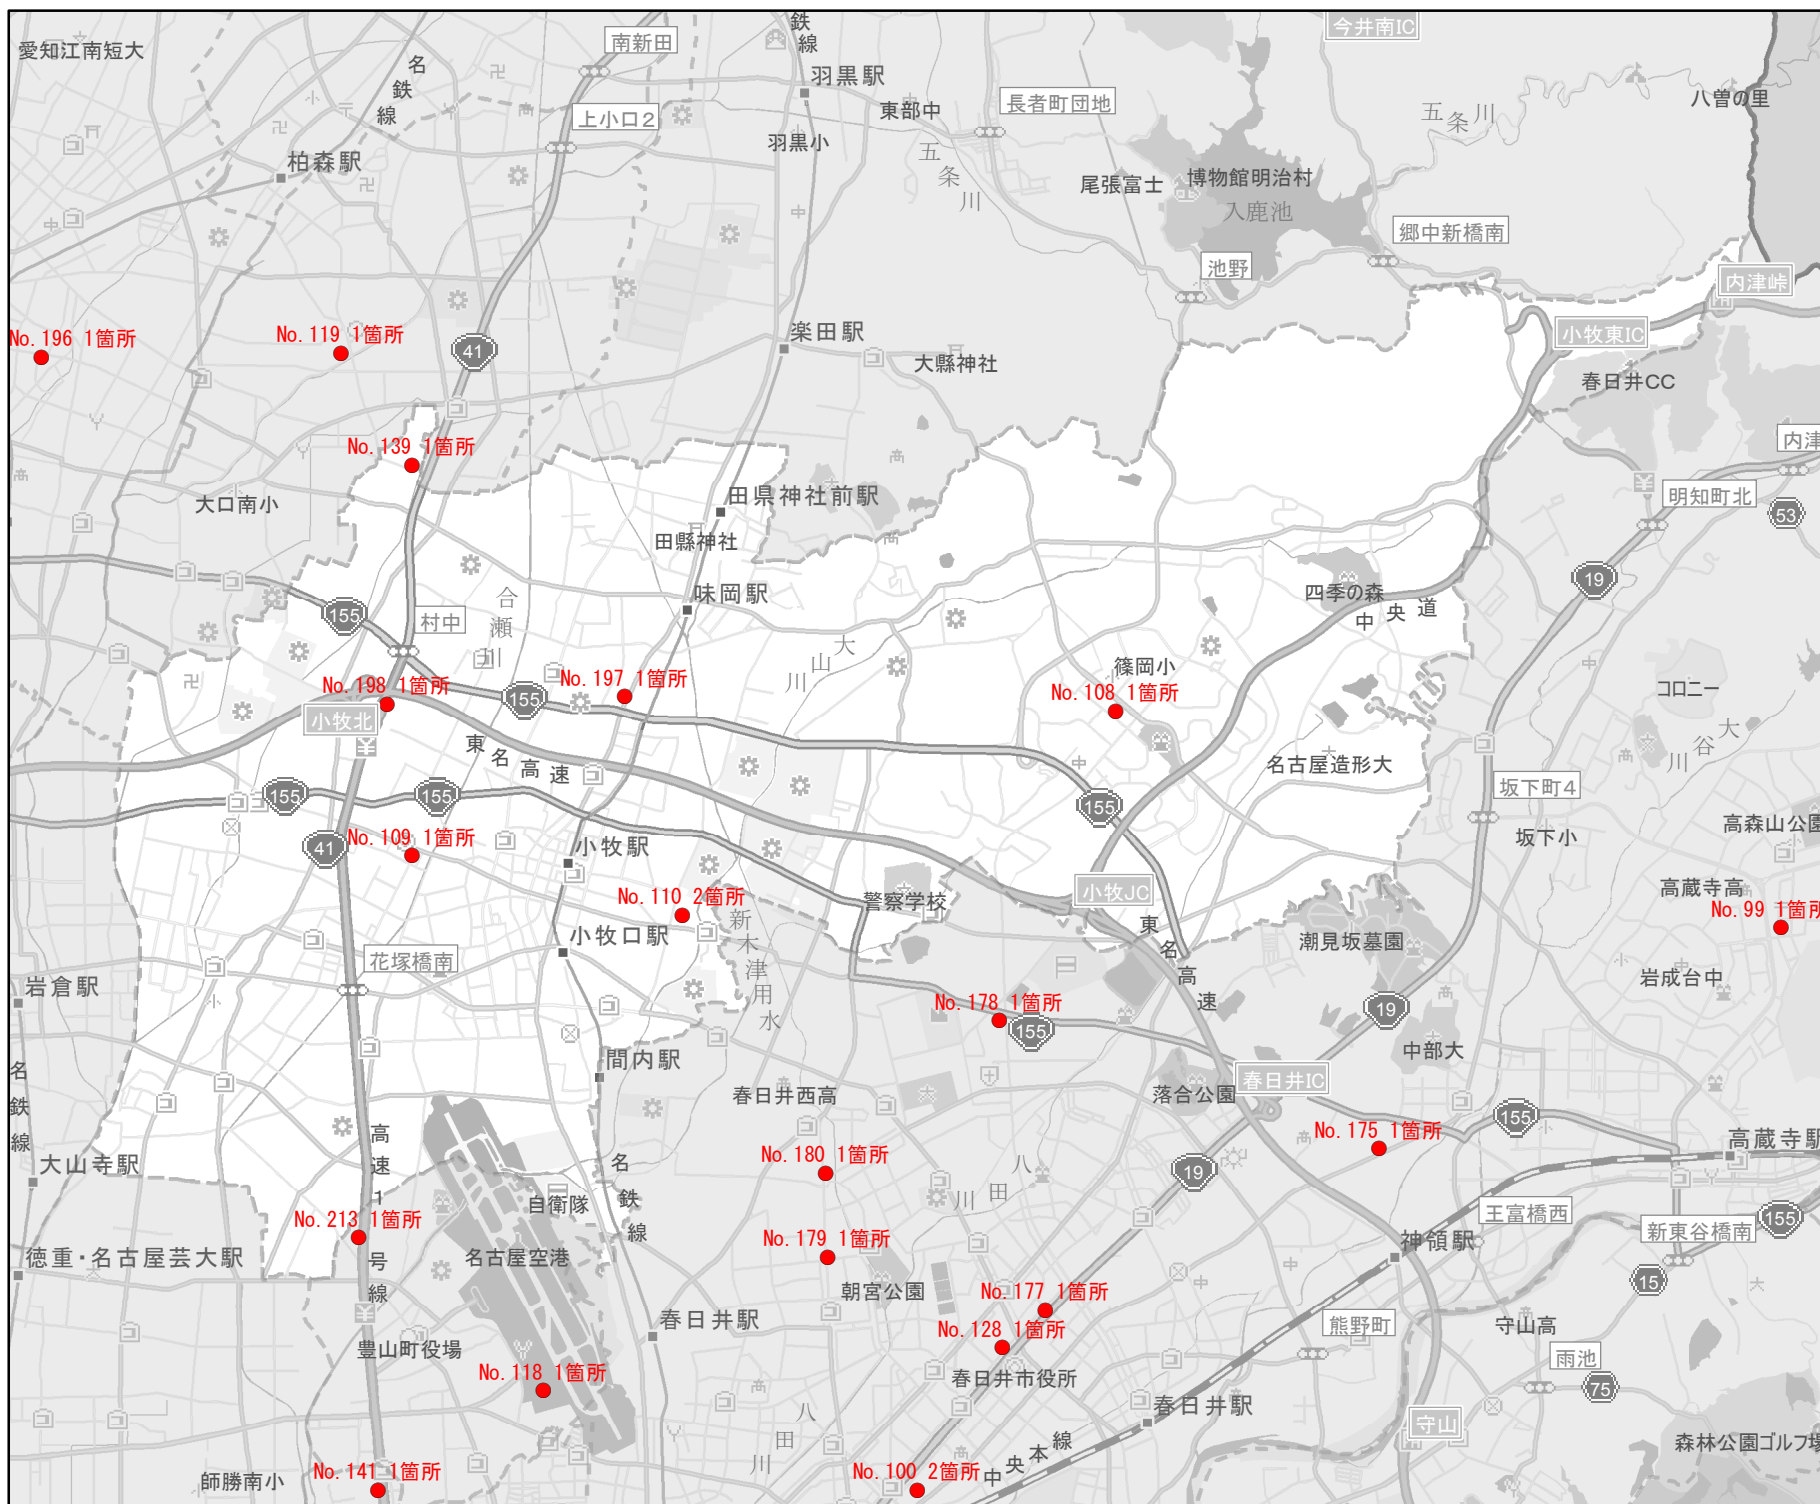 今井南IC
愛知江南短大
南新田
鉄線
名鉄線
羽黒駅
長者町団地
東部中
八曽の里
五条川
上小口2
羽黒小
柏森駅
五条川
尾張富士
博物館明治村
入鹿池
郷中新橋南
池野
内津峠
No.196 1箇所
No.119 1箇所
41
楽田駅
小牧東IC
大縣神社
春日井CC
No.139 1箇所
内津
大口南小
田県神社前駅
明知町北
53
田縣神社
19
155
合瀬川
味岡駅
四季の森
中央道
村中
大山川
篠岡小
No.198 1箇所
155
No.197 1箇所
No.108 1箇所
コロニー
小牧北
東名高速
大谷川
名古屋造形大
坂下町4
155
155
155
高森山公園
41
No.109 1箇所
小牧駅
坂下小
小牧JC
高蔵寺高
No.110 2箇所
警察学校
No.99 1箇所
新木津用水
小牧口駅
東名高速
潮見坂墓園
花塚橋南
岩成台中
岩倉駅
No.178 1箇所
155
19
中部大
間内駅
名鉄線
春日井西高
春日井IC
落合公園
155
高速1号線
No.175 1箇所
高蔵寺駅
大山寺駅
No.180 1箇所
八田川
19
名鉄線
自衛隊
王富橋西
155
No.213 1箇所
新東谷橋南
徳重・名古屋芸大駅
名古屋空港
No.179 1箇所
神領駅
15
朝宮公園
No.177 1箇所
春日井駅
熊野町
守山高
No.128 1箇所
豊山町役場
雨池
No.118 1箇所
春日井市役所
75
春日井駅
八田川
守山
中央本線
森林公園ゴルフ場
師勝南小
No.141 1箇所
No.100 2箇所